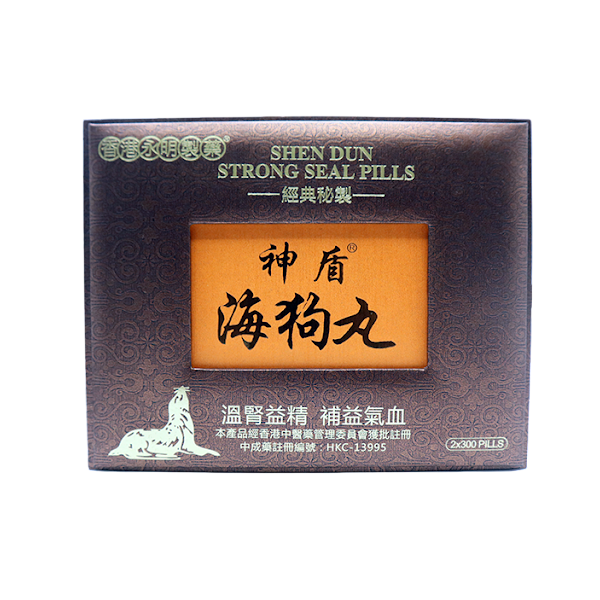 香港永明製藥®
SHEN DUN
STRONG SEAL PILLS
經典秘製
神盾®
海狗丸
溫腎益精 補益氣血
本產品經香港中醫藥管理委員會獲批註冊
中成藥註冊編號:HKC-13995
2x300 PILLS